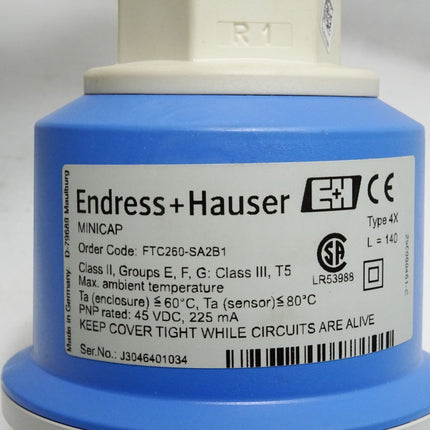 R 1
Endress+Hauser E+H CE
MINICAP
Type 4X
Order Code: FTC260-SA2B1
L = 140
Class II, Groups E, F, G: Class III, T5
Max. ambient temperature
Ta (enclosure) ≦60°C, Ta (sensor)≦80°C
PNP rated: 45 VDC, 225 mA
KEEP COVER TIGHT WHILE CIRCUITS ARE ALIVE
Ser.No.: J3046401034
SA
LR53988
Made in Germany, D-79689 Maulburg